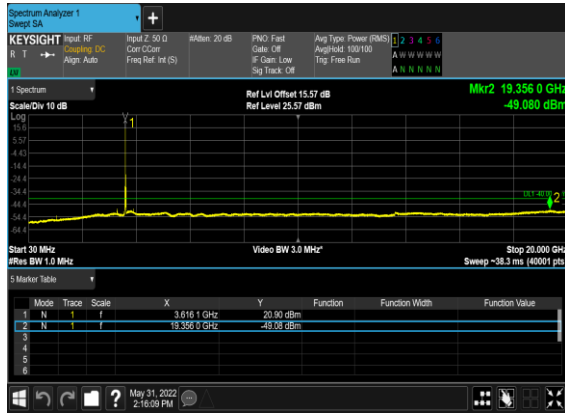 Spectrum Analyzer 1
Swept SA
+
KEYSIGHT
R T
LW
Input: RF
Coupling: DC
Align: Auto
Input Z: 50 Ω
Corr CCorr
Freq Ref: Int (S)
#Atten: 20 dB
PNO: Fast
Gate: Off
IF Gain: Low
Sig Track: Off
Avg Type: Power (RMS)
Avg|Hold: 100/100
Trig: Free Run
1 2 3 4 5 6
A W W W W W
A N N N N N
1 Spectrum
Scale/Div 10 dB
Ref Lvl Offset 15.57 dB
Ref Level 25.57 dBm
Mkr2 19.356 0 GHz
-49.080 dBm
Log
15.6
5.57
-4.43
-14.4
-24.4
-34.4
-44.4
-54.4
-64.4
1
DL1 -40.00
2
Start 30 MHz
#Res BW 1.0 MHz
Video BW 3.0 MHz*
Stop 20.000 GHz
Sweep ~38.3 ms (40001 pts)
5 Marker Table
Mode Trace Scale X Y Function Function Width Function Value
1 N 1 f 3.616 1 GHz 20.90 dBm
2 N 1 f 19.356 0 GHz -49.08 dBm
3
4
5
6
?
May 31, 2022
2:16:09 PM